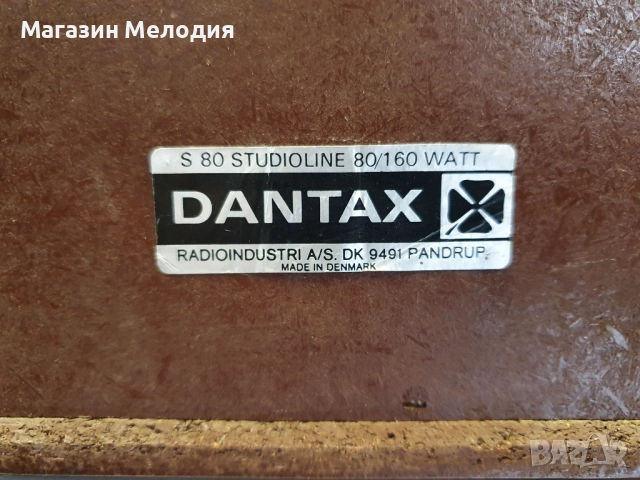 Магазин Мелодия
S 80 STUDIOLINE 80/160 WATT
DANTAX
RADIOINDUSTRI A/S. DK 9491 PANDRUP.
MADE IN DENMARK
BAZAR